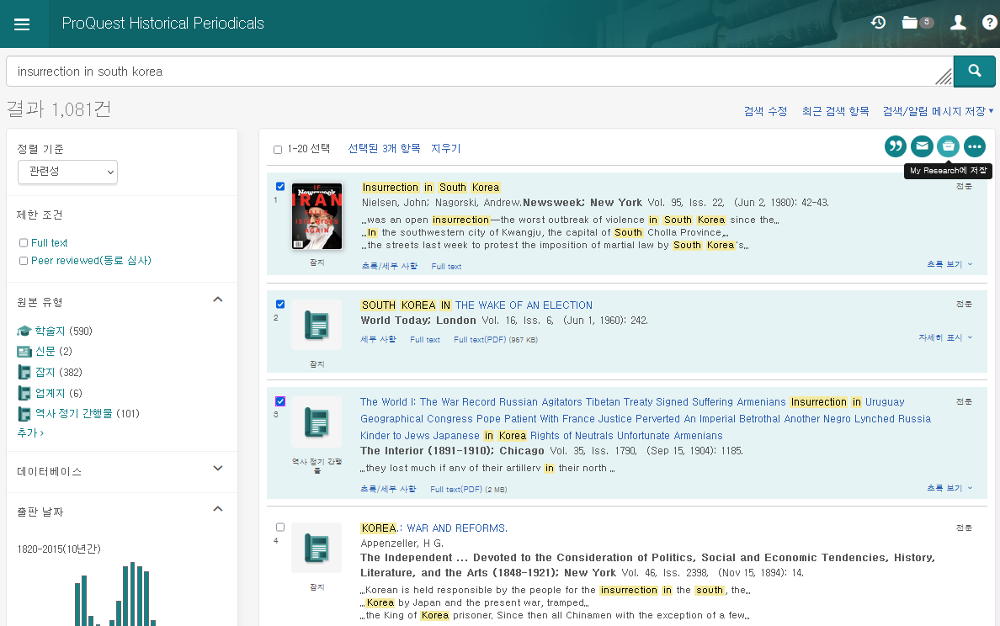 ProQuest Historical Periodicals
3
?
insurrection in south korea
결과 1,081건
검색 수정 최근 검색 항목 검색/알림 메시지 저장
정렬 기준
관련성
제한 조건
Full text
Peer reviewed(동료 심사)
원본 유형
학술지 (590)
신문 (2)
잡지 (382)
업계지 (6)
역사 정기 간행물 (101)
추가 ›
데이터베이스
출판 날짜
1820-2015(10년간)
1-20 선택 선택된 3개 항목 지우기
My Research에 저장
1
Newsweek
IRAN
잡지
Insurrection in South Korea
전문
Nielsen, John; Nagorski, Andrew.Newsweek; New York Vol. 95, Iss. 22, (Jun 2, 1980): 42-43.
...was an open insurrection—the worst outbreak of violence in South Korea since the...
...In the southwestern city of Kwangju, the capital of South Cholla Province,...
...the streets last week to protest the imposition of martial law by South Korea's...
초록/세부 사항 Full text 초록 보기
2
잡지
SOUTH KOREA IN THE WAKE OF AN ELECTION
전문
World Today; London Vol. 16, Iss. 6, (Jun 1, 1960): 242.
세부 사항 Full text Full text(PDF) (957 KB) 자세히 표시
3
역사 정기 간행
물
The World I: The War Record Russian Agitators Tibetan Treaty Signed Suffering Armenians Insurrection in Uruguay
전문
Geographical Congress Pope Patient With France Justice Perverted An Imperial Betrothal Another Negro Lynched Russia
Kinder to Jews Japanese in Korea Rights of Neutrals Unfortunate Armenians
The Interior (1891-1910); Chicago Vol. 35, Iss. 1790, (Sep 15, 1904): 1185.
...they lost much if any of their artillery in their north ...
초록/세부 사항 Full text(PDF) (2 MB) 초록 보기
4
잡지
KOREA.: WAR AND REFORMS.
전문
Appenzeller, H G.
The Independent ... Devoted to the Consideration of Politics, Social and Economic Tendencies, History,
Literature, and the Arts (1848-1921); New York Vol. 46, Iss. 2398, (Nov 15, 1894): 14.
...Korean is held responsible by the people for the insurrection in the south, the...
...Korea by Japan and the present war, tramped...
...the King of Korea prisoner. Since then all Chinamen with the exception of a few...